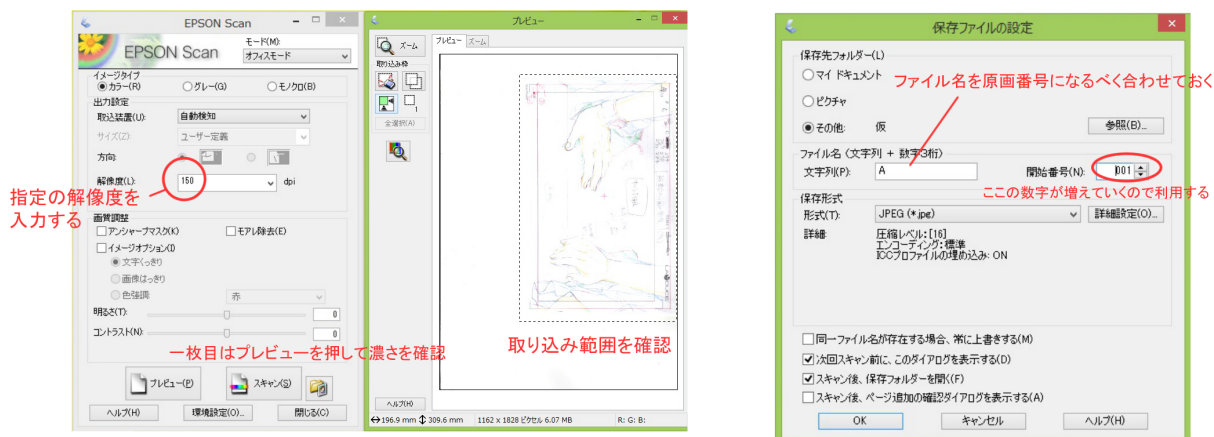 EPSON Scan
EPSON Scan
モード(M):
オフィスモード
イメージタイプ
カラー(R)
グレー(G)
モノクロ(B)
出力設定
取込装置(U):
自動検知
サイズ(Z):
ユーザー定義
方向:
解像度(L):
150
dpi
指定の解像度を
入力する
画質調整
アンシャープマスク(K)
モアレ除去(E)
イメージオプション(I)
文字くっきり
画像はっきり
色強調
赤
明るさ(T):
0
コントラスト(N):
0
一枚目はプレビューを押して濃さを確認
プレビュー(P)
スキャン(S)
ヘルプ(H)
環境設定(O)...
閉じる(C)
プレビュー
ズーム
取り込み枠
全選択(A)
プレビュー
ズーム
取り込み範囲を確認
ヘルプ(H)
196.9 mm
309.6 mm
1162 x 1828 ピクセル 6.07 MB
R: G: B:
保存ファイルの設定
保存先フォルダー(L)
マイ ドキュメント
ファイル名を原画番号になるべく合わせておく
ピクチャ
その他:
仮
参照(B)...
ファイル名 (文字列 + 数字3桁)
文字列(P):
A
開始番号(N):
001
ここの数字が増えていくので利用する
保存形式
形式(T):
JPEG (*.jpg)
詳細設定(O)...
詳細:
圧縮レベル:[16]
エンコーディング:標準
ICCプロファイルの埋め込み: ON
同一ファイル名が存在する場合、常に上書きする(M)
次回スキャン前に、このダイアログを表示する(D)
スキャン後、保存フォルダーを開く(F)
スキャン後、ページ追加の確認ダイアログを表示する(A)
OK
キャンセル
ヘルプ(H)